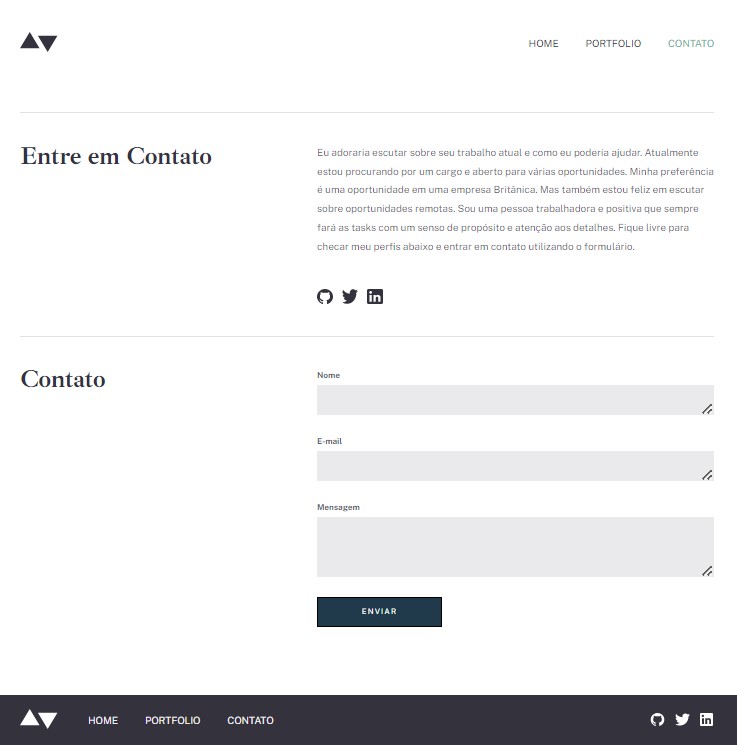 HOME PORTFOLIO CONTATO
Entre em Contato
Eu adoraria escutar sobre seu trabalho atual e como eu poderia ajudar. Atualmente
estou procurando por um cargo e aberto para várias oportunidades. Minha preferência
é uma oportunidade em uma empresa Britânica. Mas também estou feliz em escutar
sobre oportunidades remotas. Sou uma pessoa trabalhadora e positiva que sempre
fará as tasks com um senso de propósito e atenção aos detalhes. Fique livre para
checar meu perfis abaixo e entrar em contato utilizando o formulário.
Contato
Nome
E-mail
Mensagem
ENVIAR
HOME PORTFOLIO CONTATO